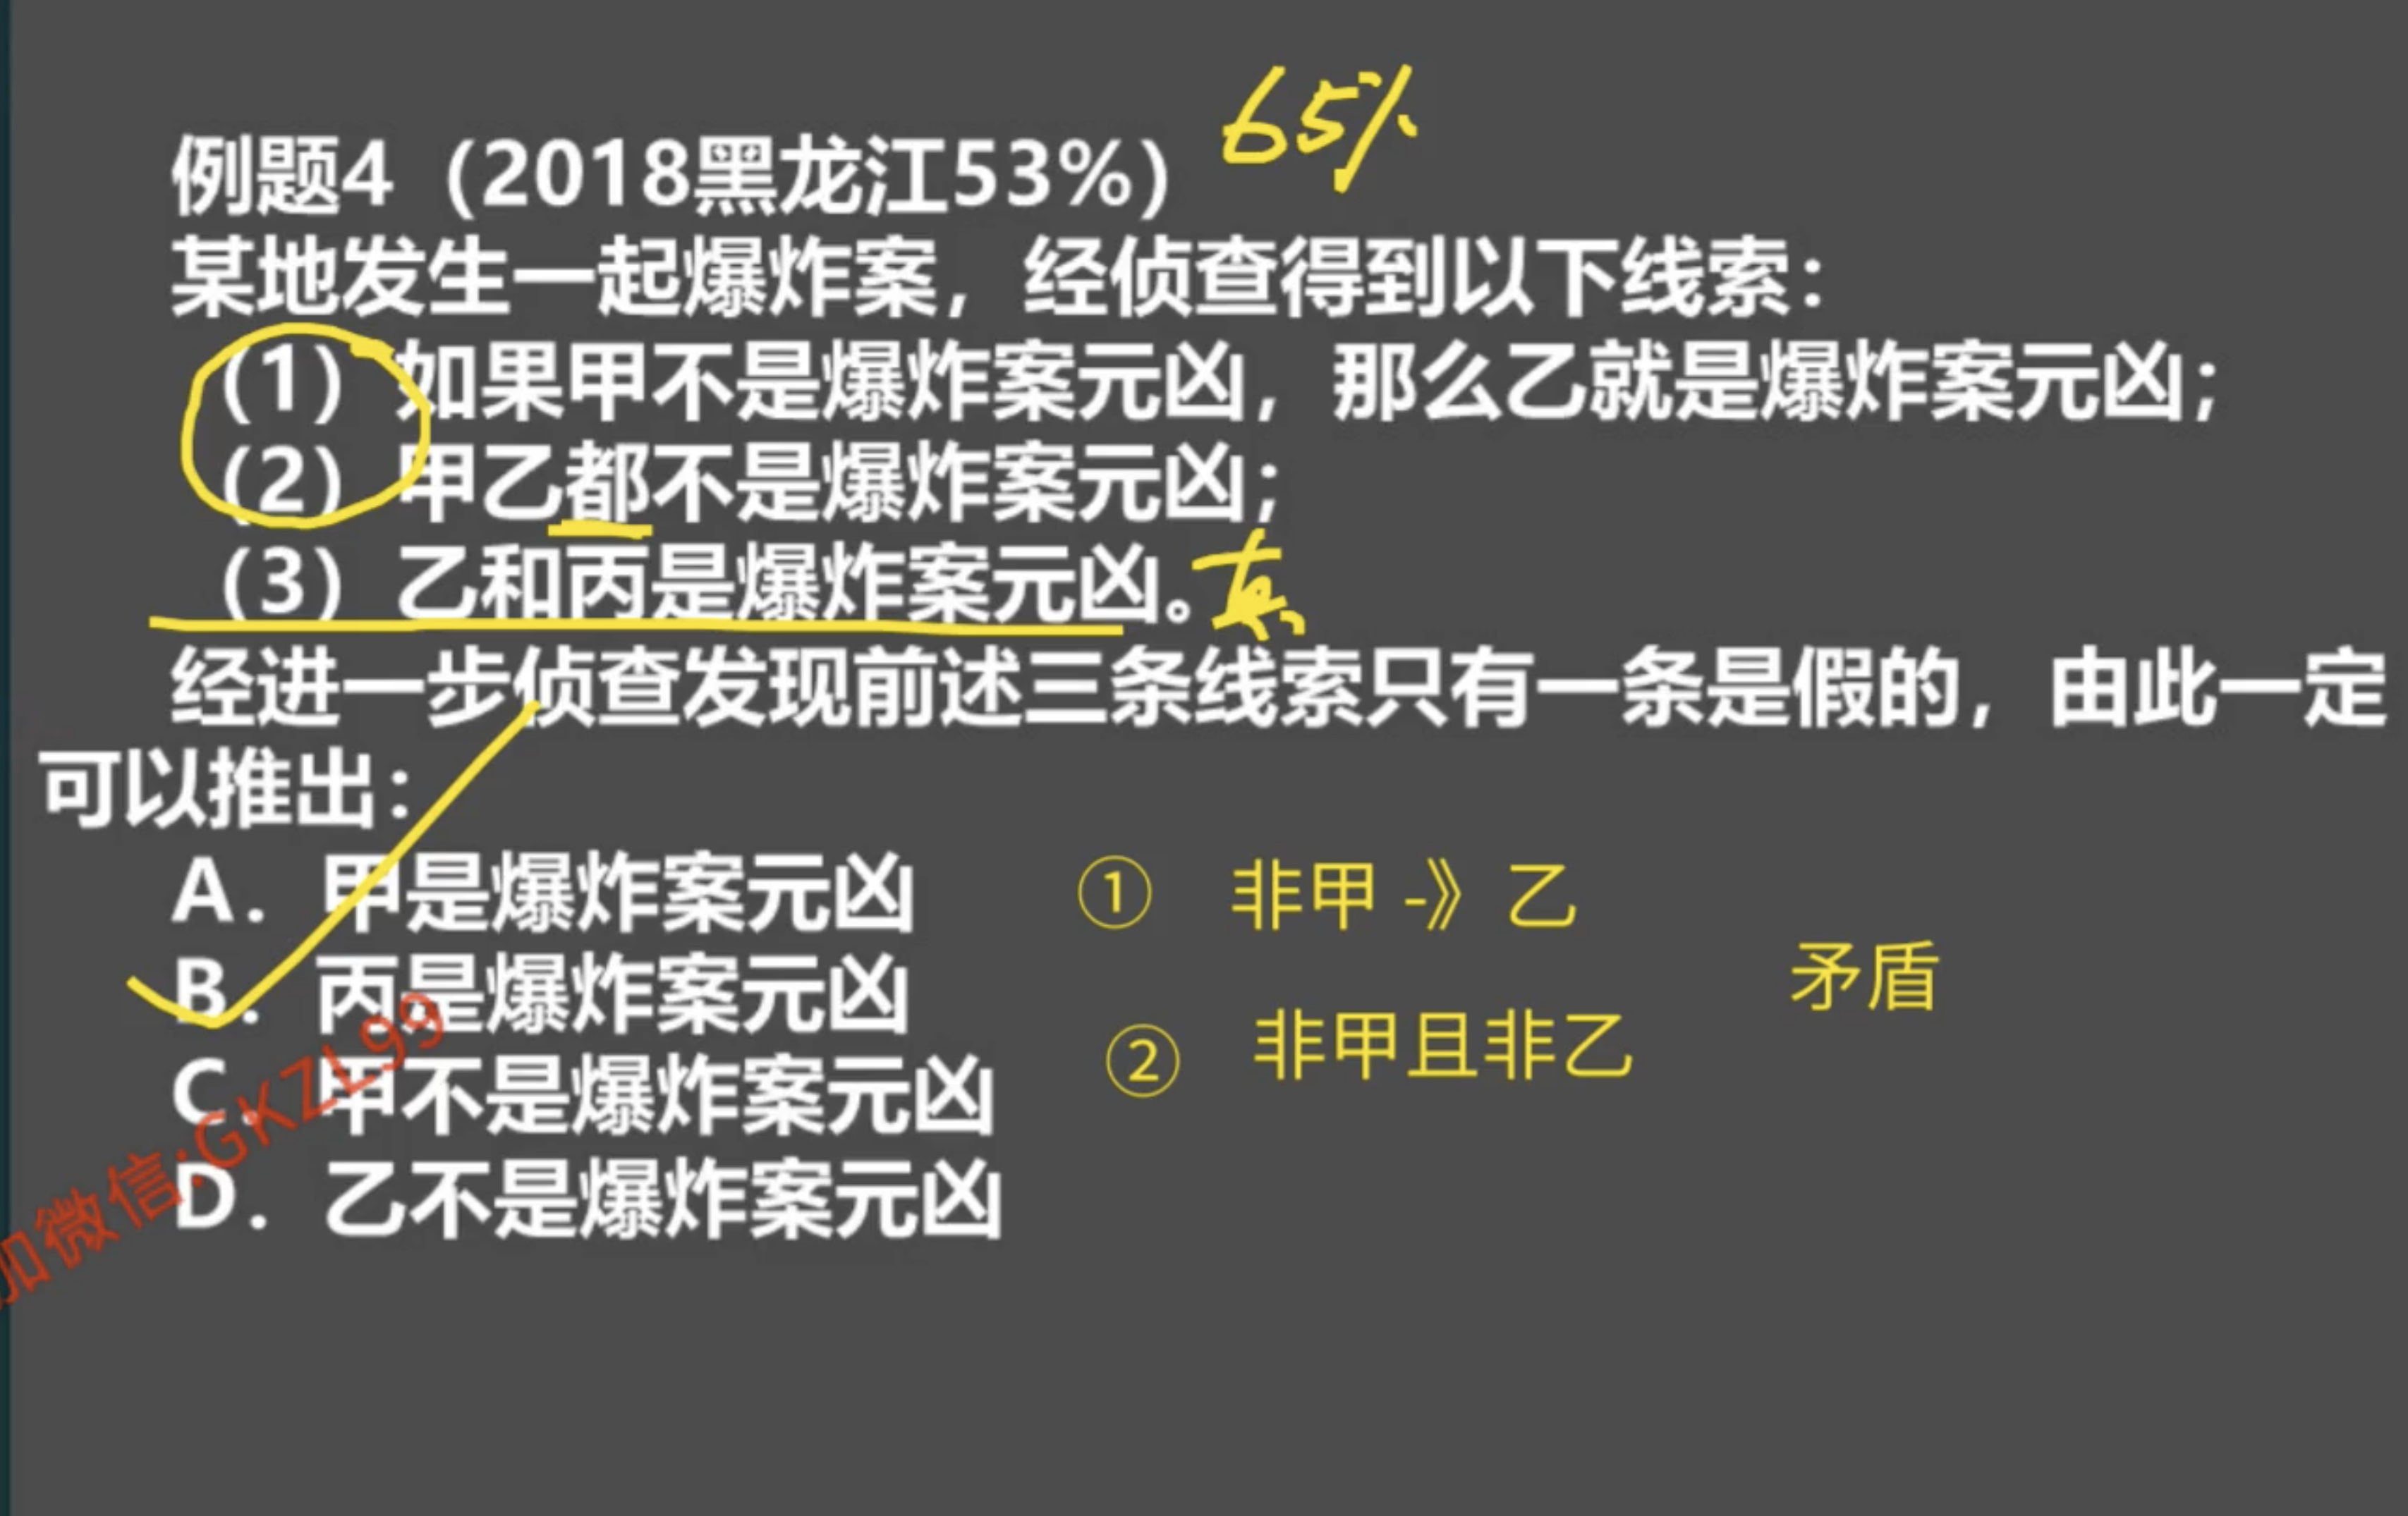 例题4（2018黑龙江53%）
65%
某地发生一起爆炸案，经侦查得到以下线索：
（1）如果甲不是爆炸案元凶，那么乙就是爆炸案元凶；
（2）甲乙都不是爆炸案元凶；
（3）乙和丙是爆炸案元凶。真
经进一步侦查发现前述三条线索只有一条是假的，由此一定
可以推出：
A．甲是爆炸案元凶
B．丙是爆炸案元凶
C．甲不是爆炸案元凶
D．乙不是爆炸案元凶
① 非甲 -》乙
矛盾
② 非甲且非乙
加微信:GKZL99